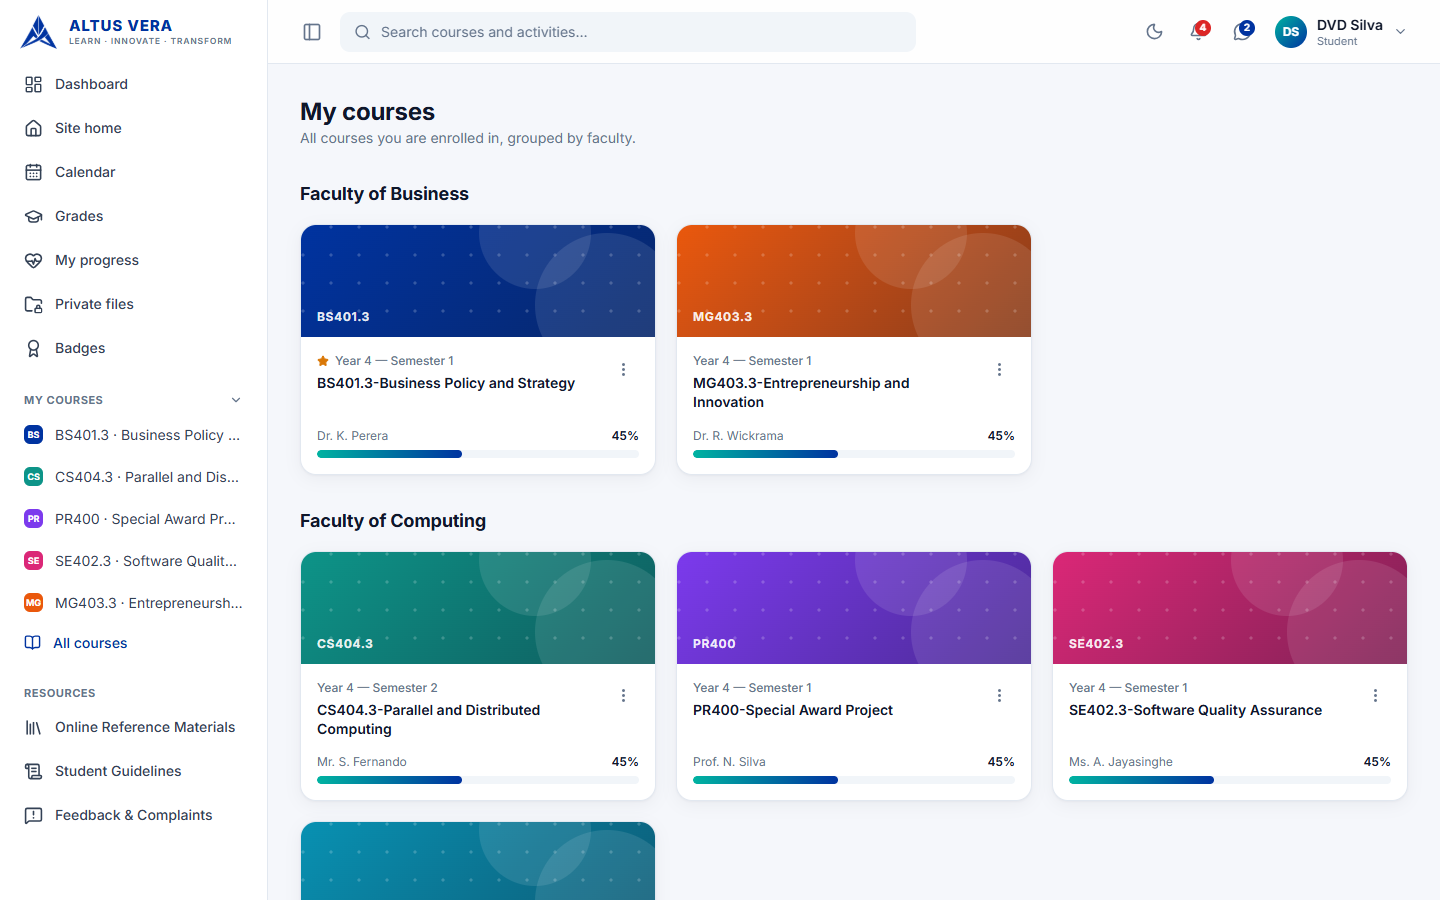 ALTUS VERA
LEARN · INNOVATE · TRANSFORM
Dashboard
Site home
Calendar
Grades
My progress
Private files
Badges
MY COURSES
BS BS401.3 · Business Policy ...
CS CS404.3 · Parallel and Dis...
PR PR400 · Special Award Pr...
SE SE402.3 · Software Qualit...
MG MG403.3 · Entrepreneursh...
All courses
RESOURCES
Online Reference Materials
Student Guidelines
Feedback & Complaints
Search courses and activities...
4
2
DS
DVD Silva
Student
My courses
All courses you are enrolled in, grouped by faculty.
Faculty of Business
BS401.3
Year 4 — Semester 1
BS401.3-Business Policy and Strategy
Dr. K. Perera 45%
MG403.3
Year 4 — Semester 1
MG403.3-Entrepreneurship and
Innovation
Dr. R. Wickrama 45%
Faculty of Computing
CS404.3
Year 4 — Semester 2
CS404.3-Parallel and Distributed
Computing
Mr. S. Fernando 45%
PR400
Year 4 — Semester 1
PR400-Special Award Project
Prof. N. Silva 45%
SE402.3
Year 4 — Semester 1
SE402.3-Software Quality Assurance
Ms. A. Jayasinghe 45%